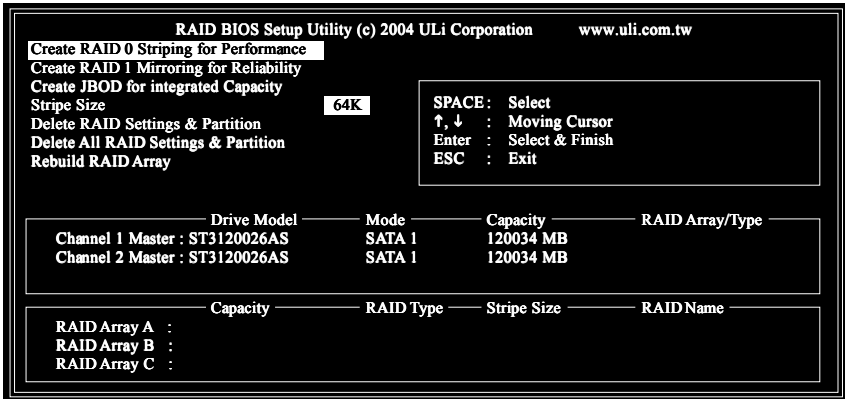 RAID BIOS Setup Utility (c) 2004 ULi Corporation www.uli.com.tw
Create RAID 0 Striping for Performance
Create RAID 1 Mirroring for Reliability
Create JBOD for integrated Capacity
Stripe Size 64K
Delete RAID Settings & Partition
Delete All RAID Settings & Partition
Rebuild RAID Array
SPACE : Select
↑, ↓ : Moving Cursor
Enter : Select & Finish
ESC : Exit
Drive Model Mode Capacity RAID Array/Type
Channel 1 Master : ST3120026AS SATA 1 120034 MB
Channel 2 Master : ST3120026AS SATA 1 120034 MB
Capacity RAID Type Stripe Size RAID Name
RAID Array A :
RAID Array B :
RAID Array C :